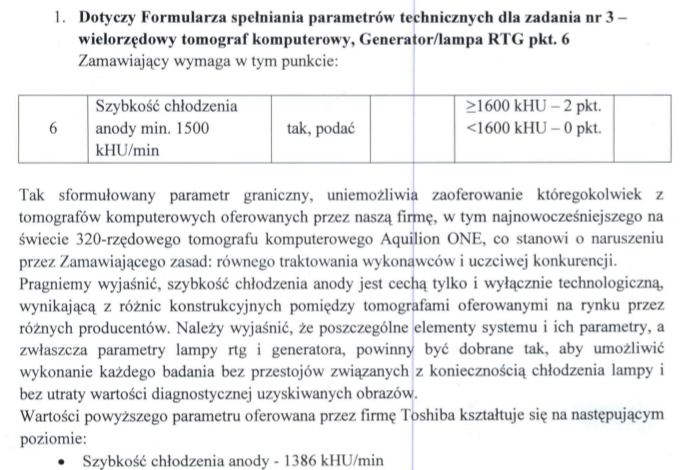 1. Dotyczy Formularza spełniania parametrów technicznych dla zadania nr 3 –
wielorzędowy tomograf komputerowy, Generator/lampa RTG pkt. 6
Zamawiający wymaga w tym punkcie:
6
Szybkość chłodzenia
anody min. 1500
kHU/min
tak, podać
≥1600 kHU – 2 pkt.
<1600 kHU – 0 pkt.
Tak sformułowany parametr graniczny, uniemożliwia zaoferowanie któregokolwiek z
tomografów komputerowych oferowanych przez naszą firmę, w tym najnowocześniejszego na
świecie 320-rzędowego tomografu komputerowego Aquilion ONE, co stanowi o naruszeniu
przez Zamawiającego zasad: równego traktowania wykonawców i uczciwej konkurencji.
Pragniemy wyjaśnić, szybkość chłodzenia anody jest cechą tylko i wyłącznie technologiczną,
wynikającą z różnic konstrukcyjnych pomiędzy tomografami oferowanymi na rynku przez
różnych producentów. Należy wyjaśnić, że poszczególne elementy systemu i ich parametry, a
zwłaszcza parametry lampy rtg i generatora, powinny być dobrane tak, aby umożliwić
wykonanie każdego badania bez przestojów związanych z koniecznością chłodzenia lampy i
bez utraty wartości diagnostycznej uzyskiwanych obrazów.
Wartości powyższego parametru oferowana przez firmę Toshiba kształtuje się na następującym
poziomie:
• Szybkość chłodzenia anody - 1386 kHU/min